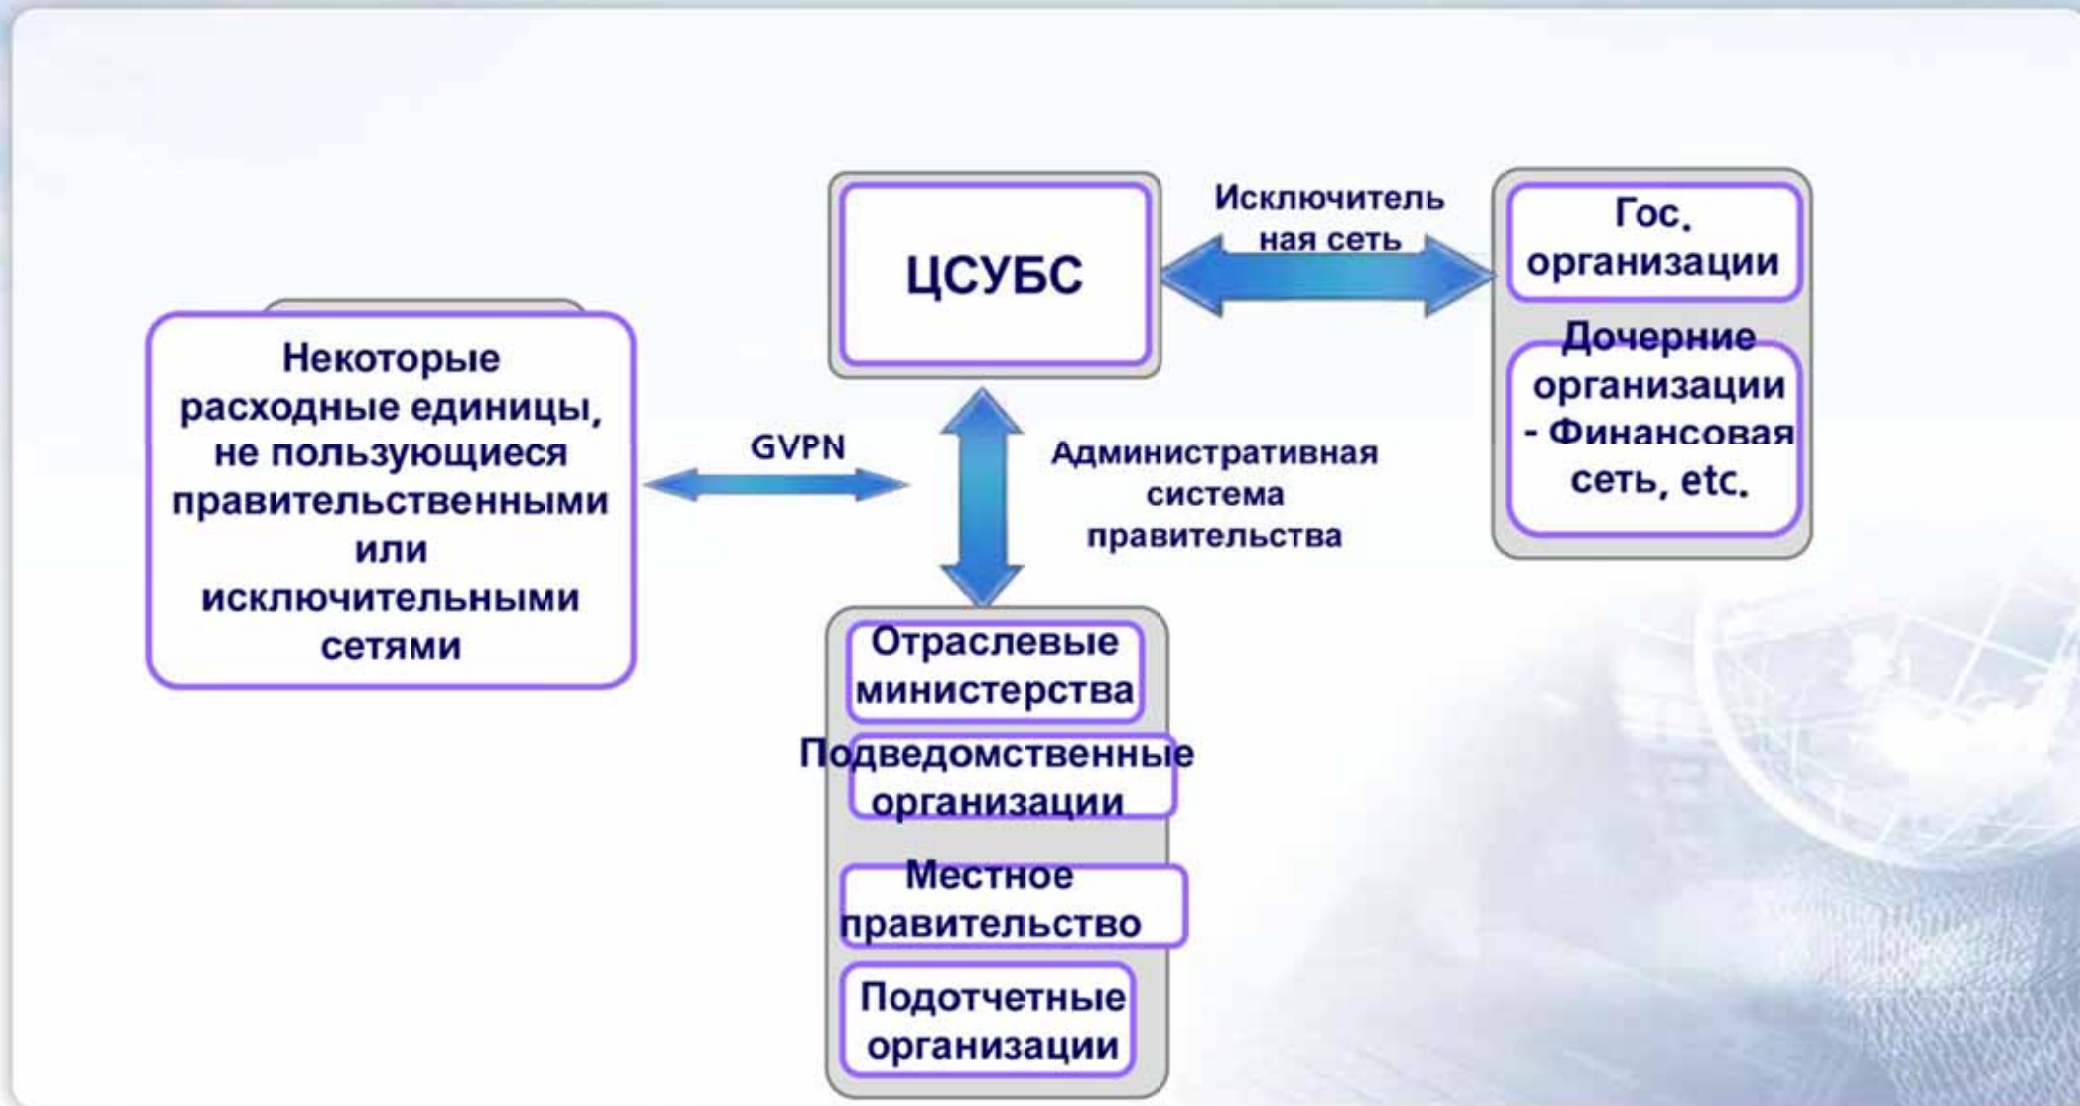 ЦСУБС
Исключитель
ная сеть
Гос.
организации
Дочерние
организации
- Финансовая
сеть, etc.
Некоторые
расходные единицы,
не пользующиеся
правительственными
или
исключительными
сетями
GVPN
Административная
система
правительства
Отраслевые
министерства
Подведомственные
организации
Местное
правительство
Подотчетные
организации